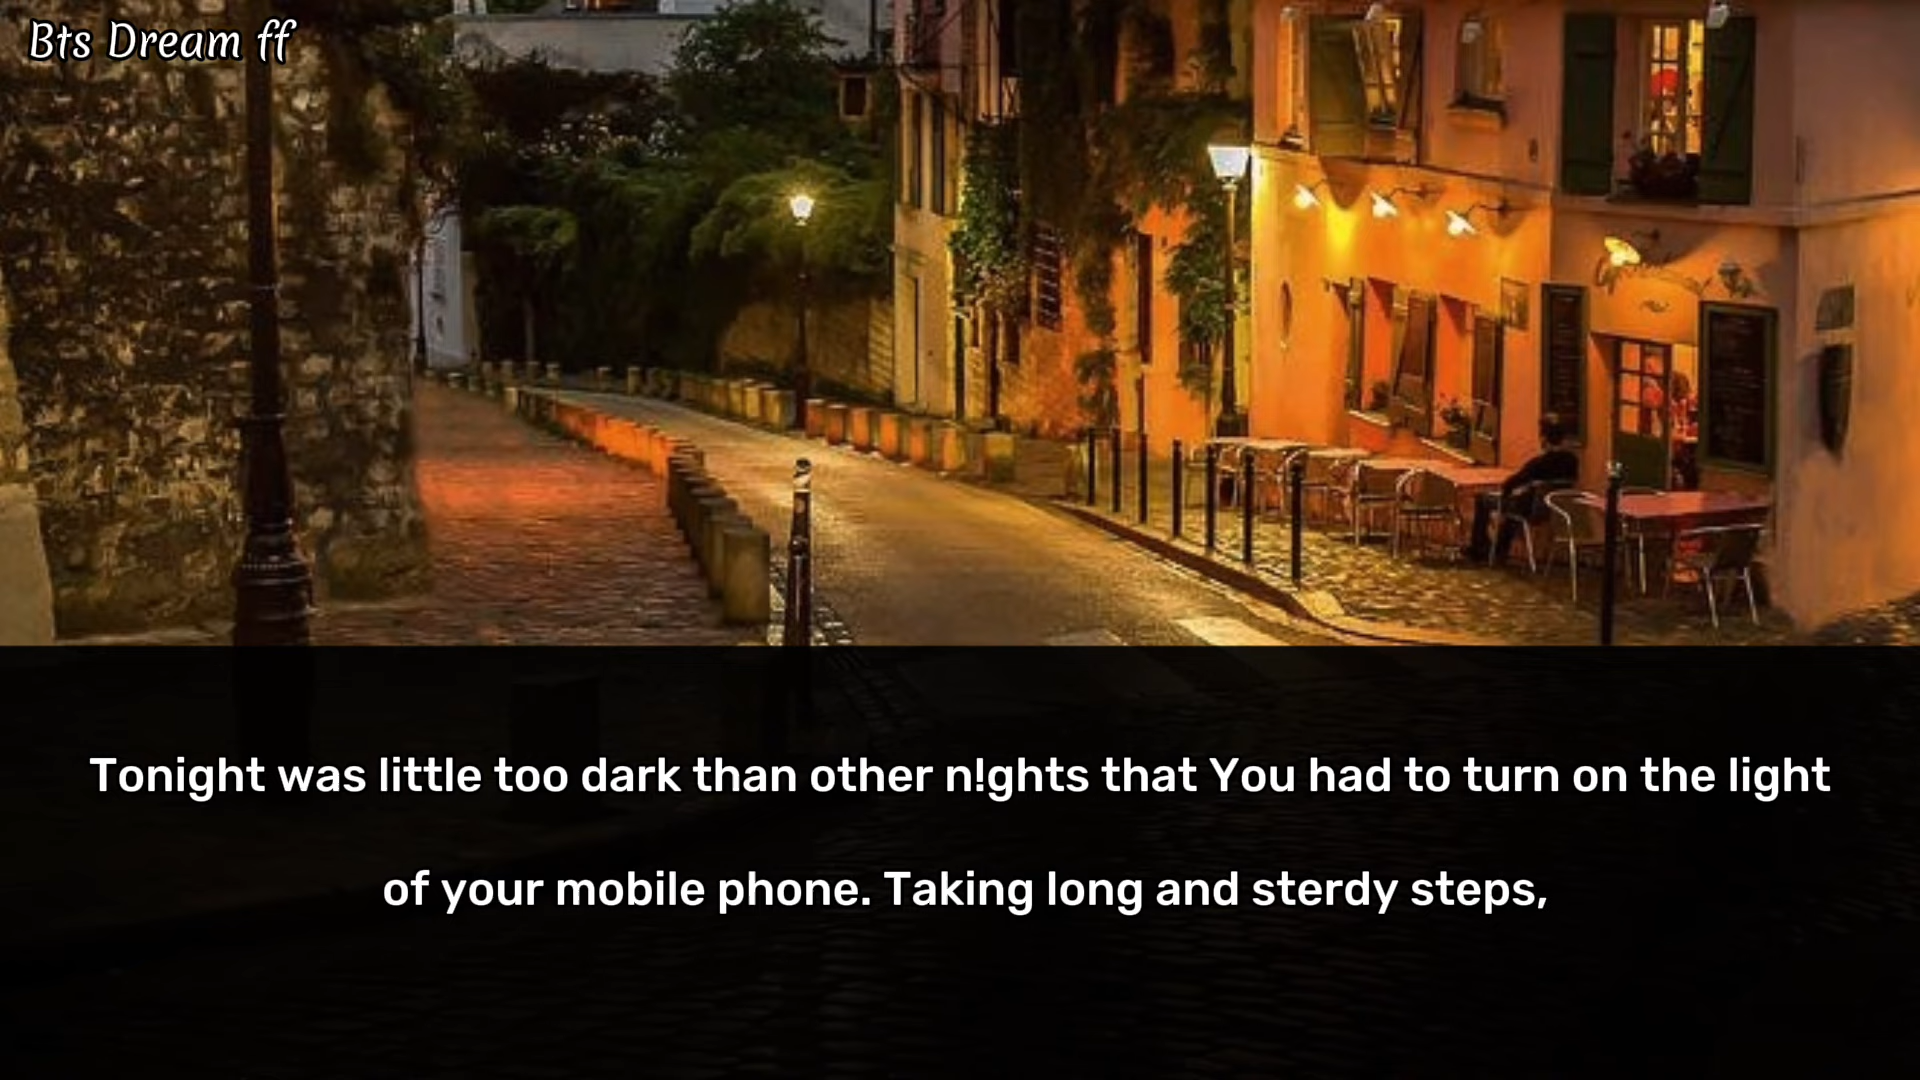 Bts Dream ff
Tonight was little too dark than other n!ghts that You had to turn on the light
of your mobile phone. Taking long and sterdy steps,